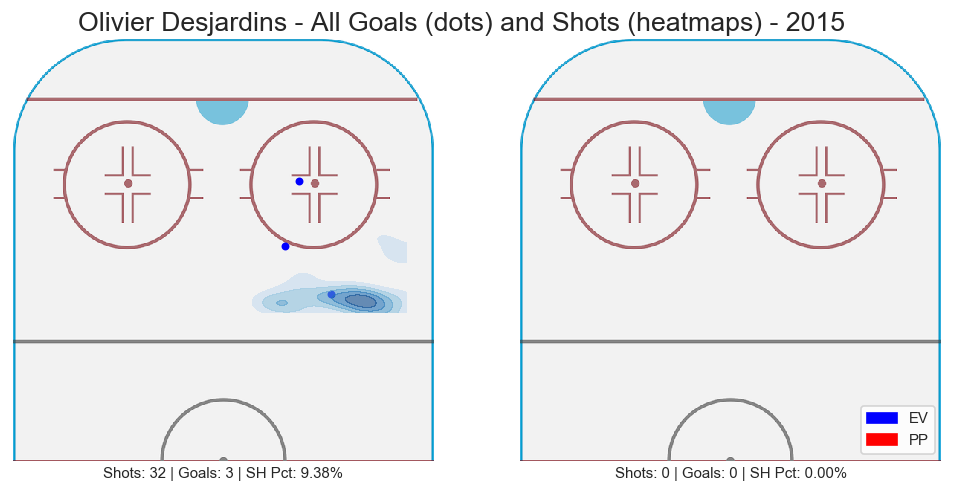 Olivier Desjardins - All Goals (dots) and Shots (heatmaps) - 2015
EV
PP
Shots: 32 | Goals: 3 | SH Pct: 9.38%
Shots: 0 | Goals: 0 | SH Pct: 0.00%